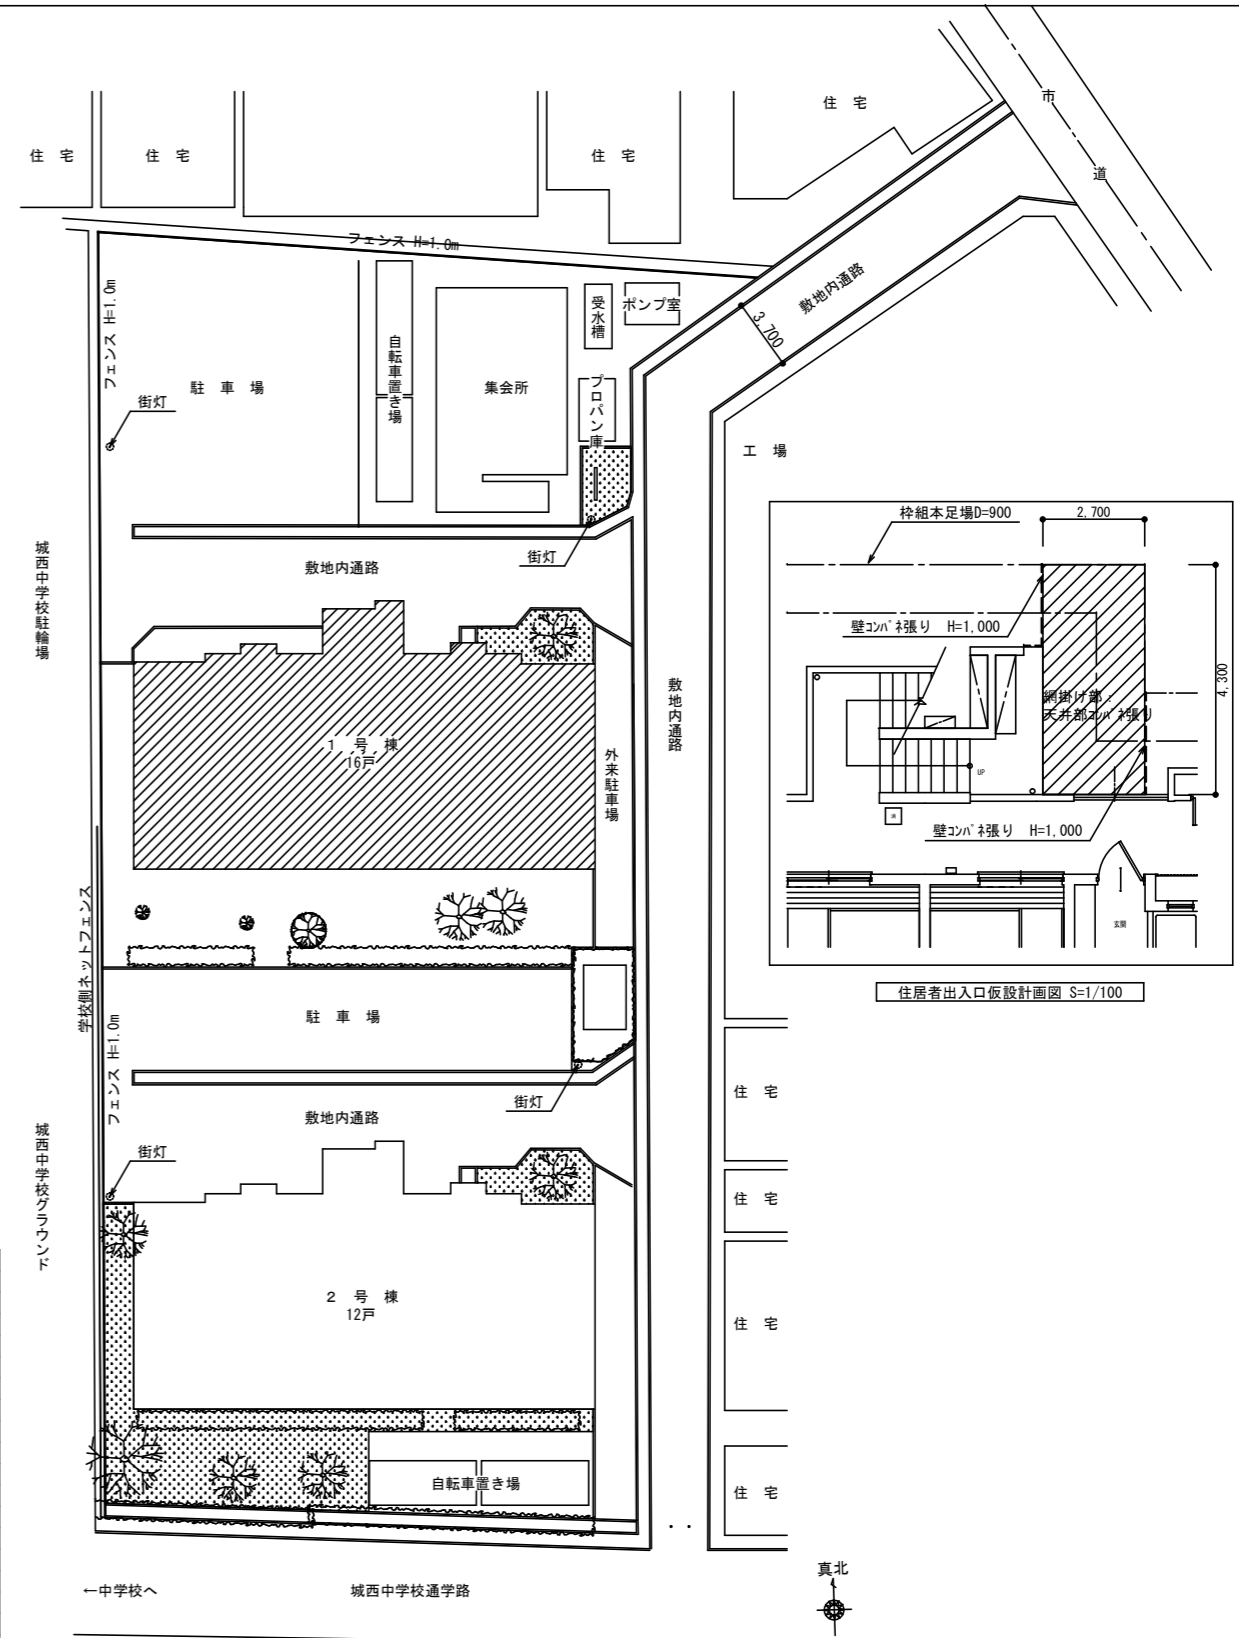 市
道
住 宅
住 宅
住 宅
住 宅
フェンス H=1.0m
敷地内通路
3,700
フェンス H=1.0m
受水槽
ポンプ室
自転車置き場
駐 車 場
集会所
プロパン庫
街灯
工 場
城西中学校駐輪場
街灯
敷地内通路
枠組本足場D=900
2,700
壁コンパネ張り H=1,000
4,300
網掛け部:
天井部コンパネ張り
UP
消
壁コンパネ張り H=1,000
玄関
住居者出入口仮設計画図 S=1/100
敷地内通路
1 号 棟
16戸
外来駐車場
学校側ネットフェンス
フェンス H=1.0m
駐 車 場
街灯
敷地内通路
街灯
城西中学校グラウンド
住 宅
住 宅
2 号 棟
12戸
住 宅
自転車置き場
住 宅
真北
←中学校へ
城西中学校通学路